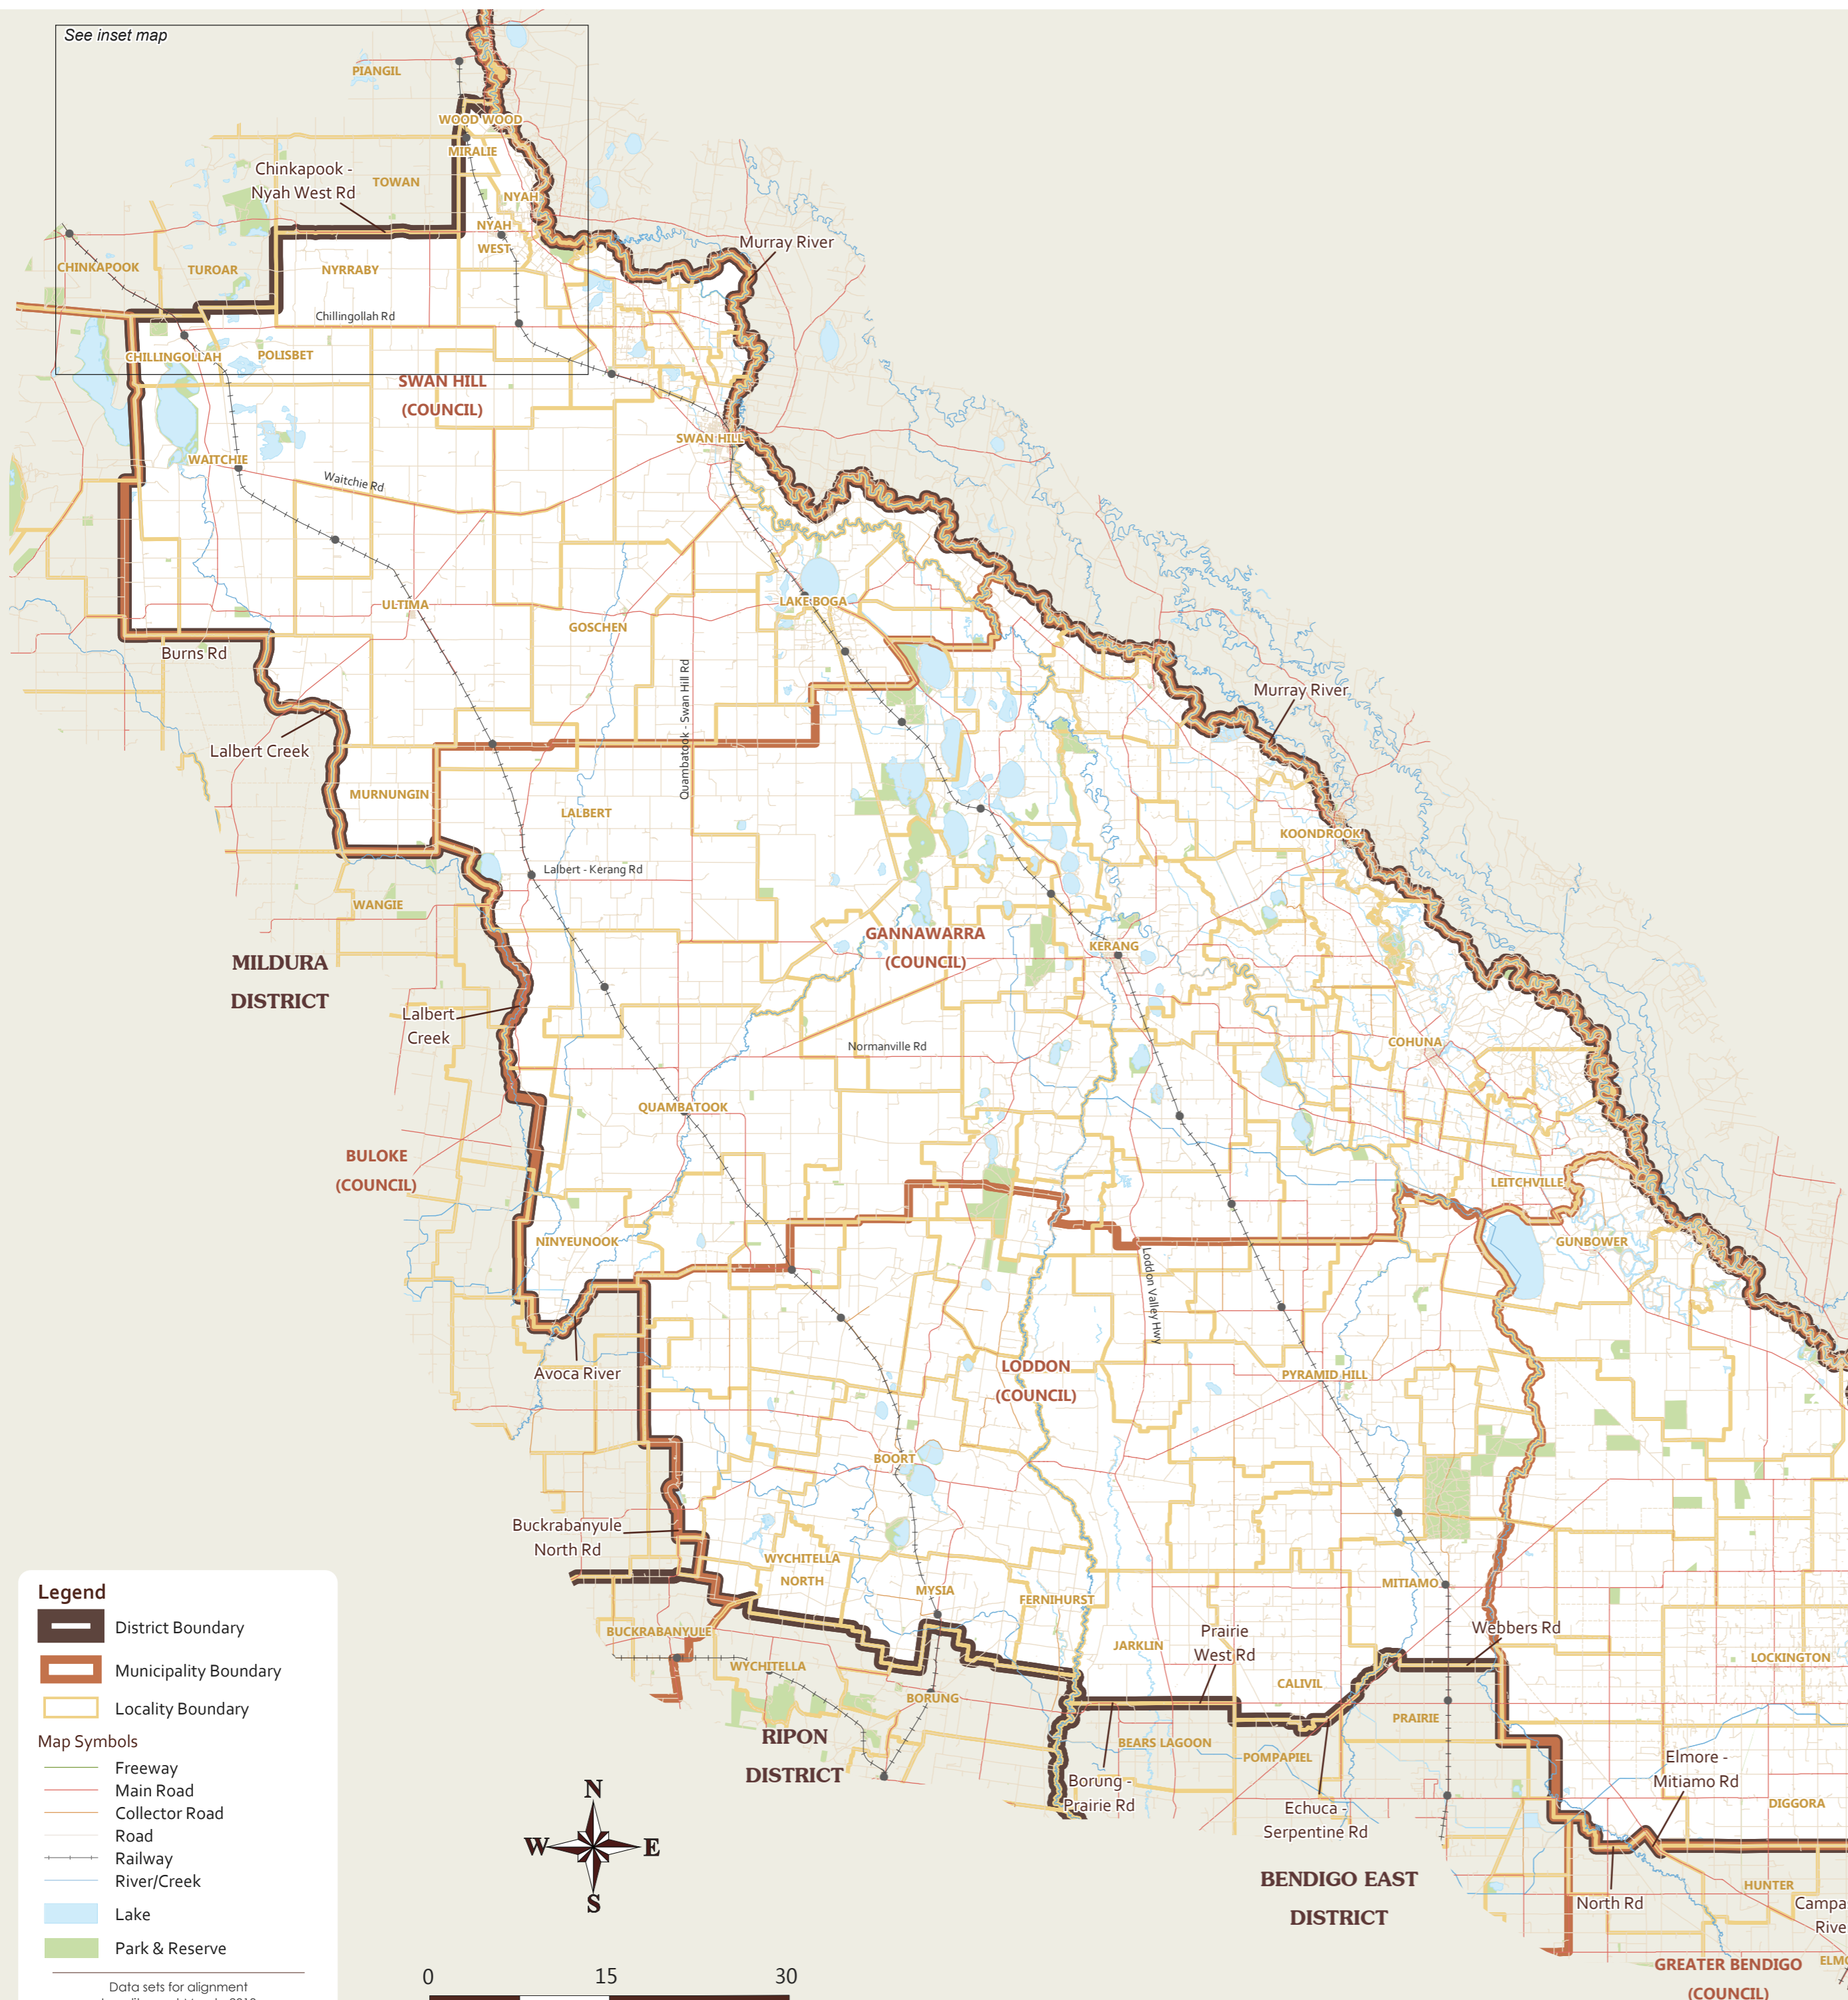 See inset map
PIANGIL
WOOD WOOD
MIRALIE
Chinkapook -
Nyah West Rd
TOWAN
NYAH
NYAH
WEST
Murray River
CHINKAPOOK
TUROAR
NYRRABY
Chillingollah Rd
CHILLINGOLLAH
POLISBET
SWAN HILL
(COUNCIL)
SWAN HILL
WAITCHIE
Waitchie Rd
LAKE BOGA
ULTIMA
GOSCHEN
Burns Rd
Quambatook - Swan Hill Rd
Murray River
Lalbert Creek
MURNUNGIN
LALBERT
KOONDROOK
Lalbert - Kerang Rd
WANGIE
GANNAWARRA
(COUNCIL)
KERANG
MILDURA
DISTRICT
Lalbert
Creek
Normanville Rd
COHUNA
QUAMBATOOK
BULOKE
(COUNCIL)
LEITCHVILLE
NINYEUNOOK
GUNBOWER
Loddon Valley Hwy
Avoca River
LODDON
(COUNCIL)
PYRAMID HILL
BOORT
Buckrabanyule
North Rd
WYCHITELLA
NORTH
MYSIA
MITIAMO
FERNIHURST
BUCKRABANYULE
Prairie
West Rd
Webbers Rd
JARKLIN
LOCKINGTON
WYCHITELLA
CALIVIL
BORUNG
PRAIRIE
RIPON
DISTRICT
BEARS LAGOON
POMPAPIEL
Borung -
Prairie Rd
Elmore -
Mitiamo Rd
Echuca -
Serpentine Rd
DIGGORA
BENDIGO EAST
DISTRICT
HUNTER
North Rd
Campa
Rive
ELMO
GREATER BENDIGO
(COUNCIL)
Legend
District Boundary
Municipality Boundary
Locality Boundary
Map Symbols
Freeway
Main Road
Collector Road
Road
Railway
River/Creek
Lake
Park & Reserve
Data sets for alignment
N
W E
S
0 15 30